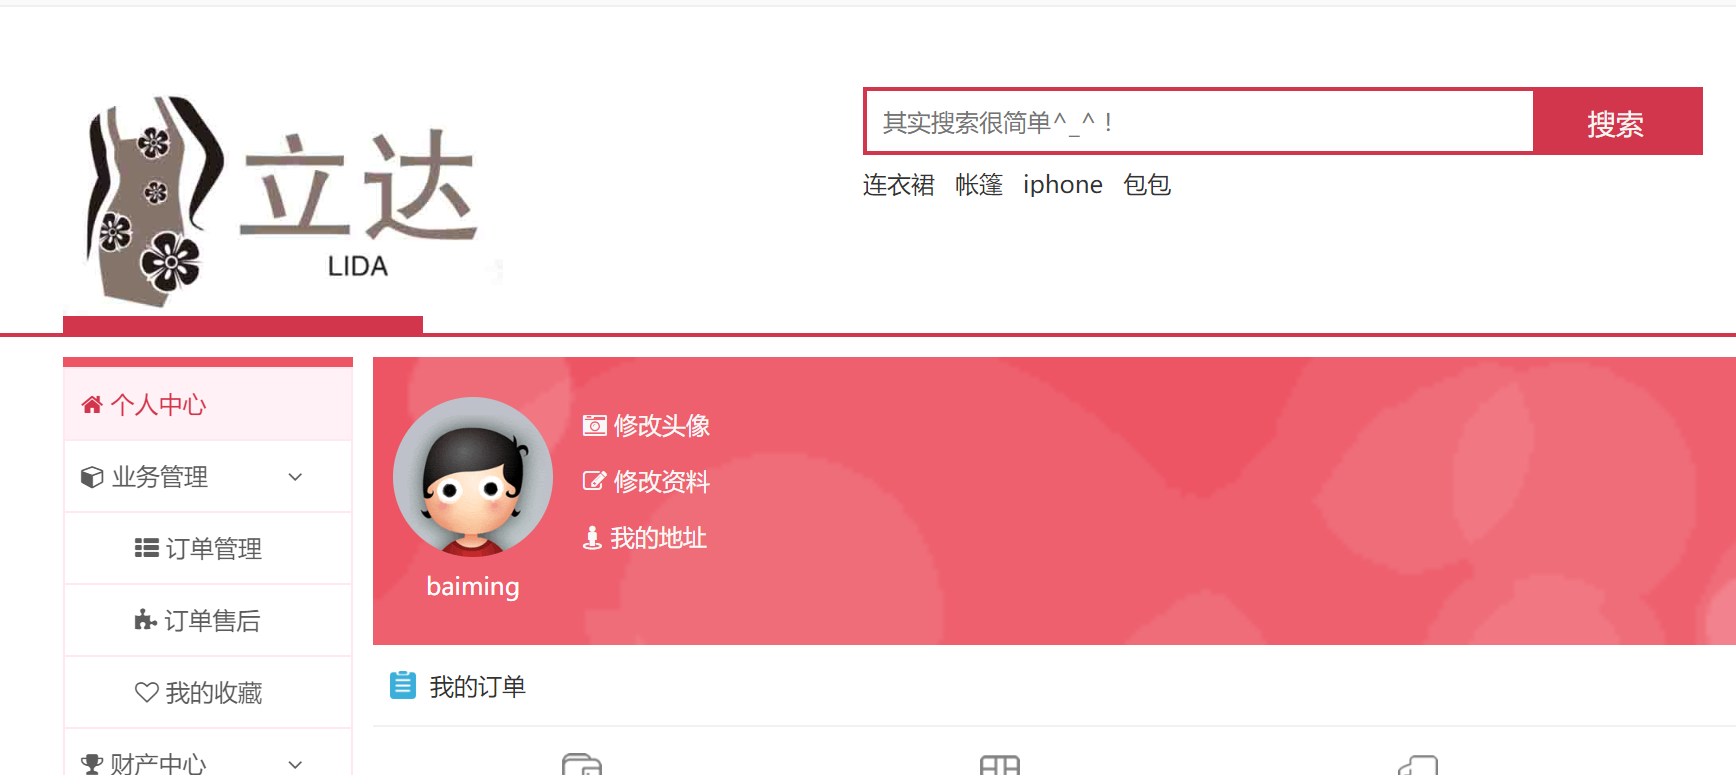 立达
LIDA
其实搜索很简单^_^！
搜索
连衣裙 帐篷 iphone 包包
个人中心
业务管理
订单管理
订单售后
我的收藏
财产中心
修改头像
修改资料
我的地址
baiming
我的订单